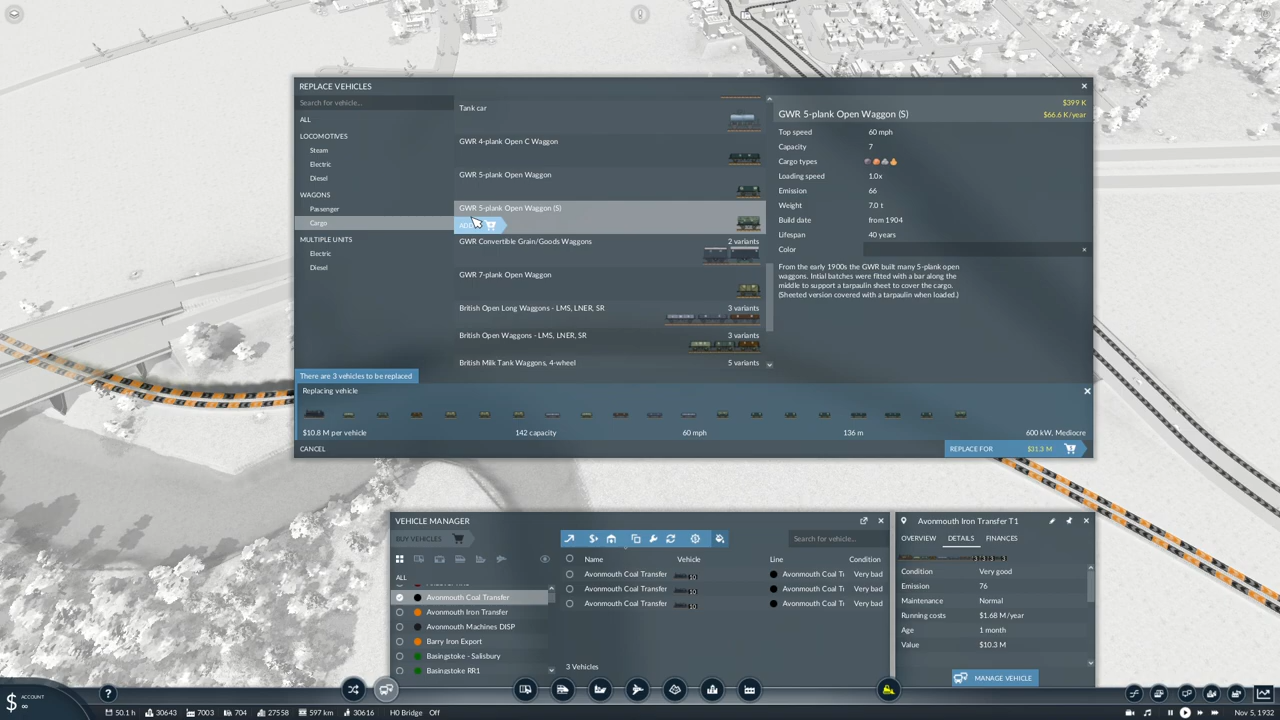 REPLACE VEHICLES
Search for vehicle...
ALL
LOCOMOTIVES
Steam
Electric
Diesel
WAGONS
Passenger
Cargo
MULTIPLE UNITS
Electric
Diesel
Tank car
GWR 4-plank Open C Waggon
GWR 5-plank Open Waggon
GWR 5-plank Open Waggon (S)
GWR Convertible Grain/Goods Waggons 2 variants
GWR 7-plank Open Waggon
British Open Long Waggons - LMS, LNER, SR 3 variants
British Open Waggons - LMS, LNER, SR 3 variants
British Milk Tank Waggons, 4-wheel 5 variants
$399 K
GWR 5-plank Open Waggon (S) $66.6 K/year
Top speed 60 mph
Capacity 7
Cargo types
Loading speed 1.0x
Emission 66
Weight 7.0 t
Build date from 1904
Lifespan 40 years
Color
From the early 1900s the GWR built many 5-plank open
waggons. Intial batches were fitted with a bar along the
middle to support a tarpaulin sheet to cover the cargo.
(Sheeted version covered with a tarpaulin when loaded.)
There are 3 vehicles to be replaced
Replacing vehicle
$10.8 M per vehicle 142 capacity 60 mph 136 m 600 kW, Mediocre
CANCEL REPLACE FOR $31.3 M
VEHICLE MANAGER
BUY VEHICLES
Search for vehicle...
ALL
Avonmouth Coal Transfer
Avonmouth Iron Transfer
Avonmouth Machines DISP
Barry Iron Export
Basingstoke - Salisbury
Basingstoke RR1
Name Vehicle Line Condition
Avonmouth Coal Transfer Avonmouth Coal T Very bad
Avonmouth Coal Transfer Avonmouth Coal T Very bad
Avonmouth Coal Transfer Avonmouth Coal T Very bad
3 Vehicles
Avonmouth Iron Transfer T1
OVERVIEW DETAILS FINANCES
Condition Very good
Emission 76
Maintenance Normal
Running costs $1.68 M/year
Age 1 month
Value $10.3 M
MANAGE VEHICLE
$ ACCOUNT
∞
?
50.1 h 30643 7003 704 27558 597 km 30616 H0 Bridge Off
Nov 5, 1932